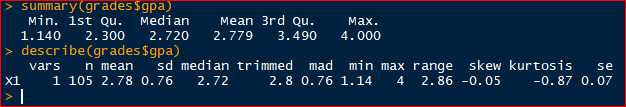 > summary(grades$gpa)
Min. 1st Qu. Median Mean 3rd Qu. Max.
1.140 2.300 2.720 2.779 3.490 4.000
> describe(grades$gpa)
vars n mean sd median trimmed mad min max range skew kurtosis se
X1 1 105 2.78 0.76 2.72 2.8 0.76 1.14 4 2.86 -0.05 -0.87 0.07
>